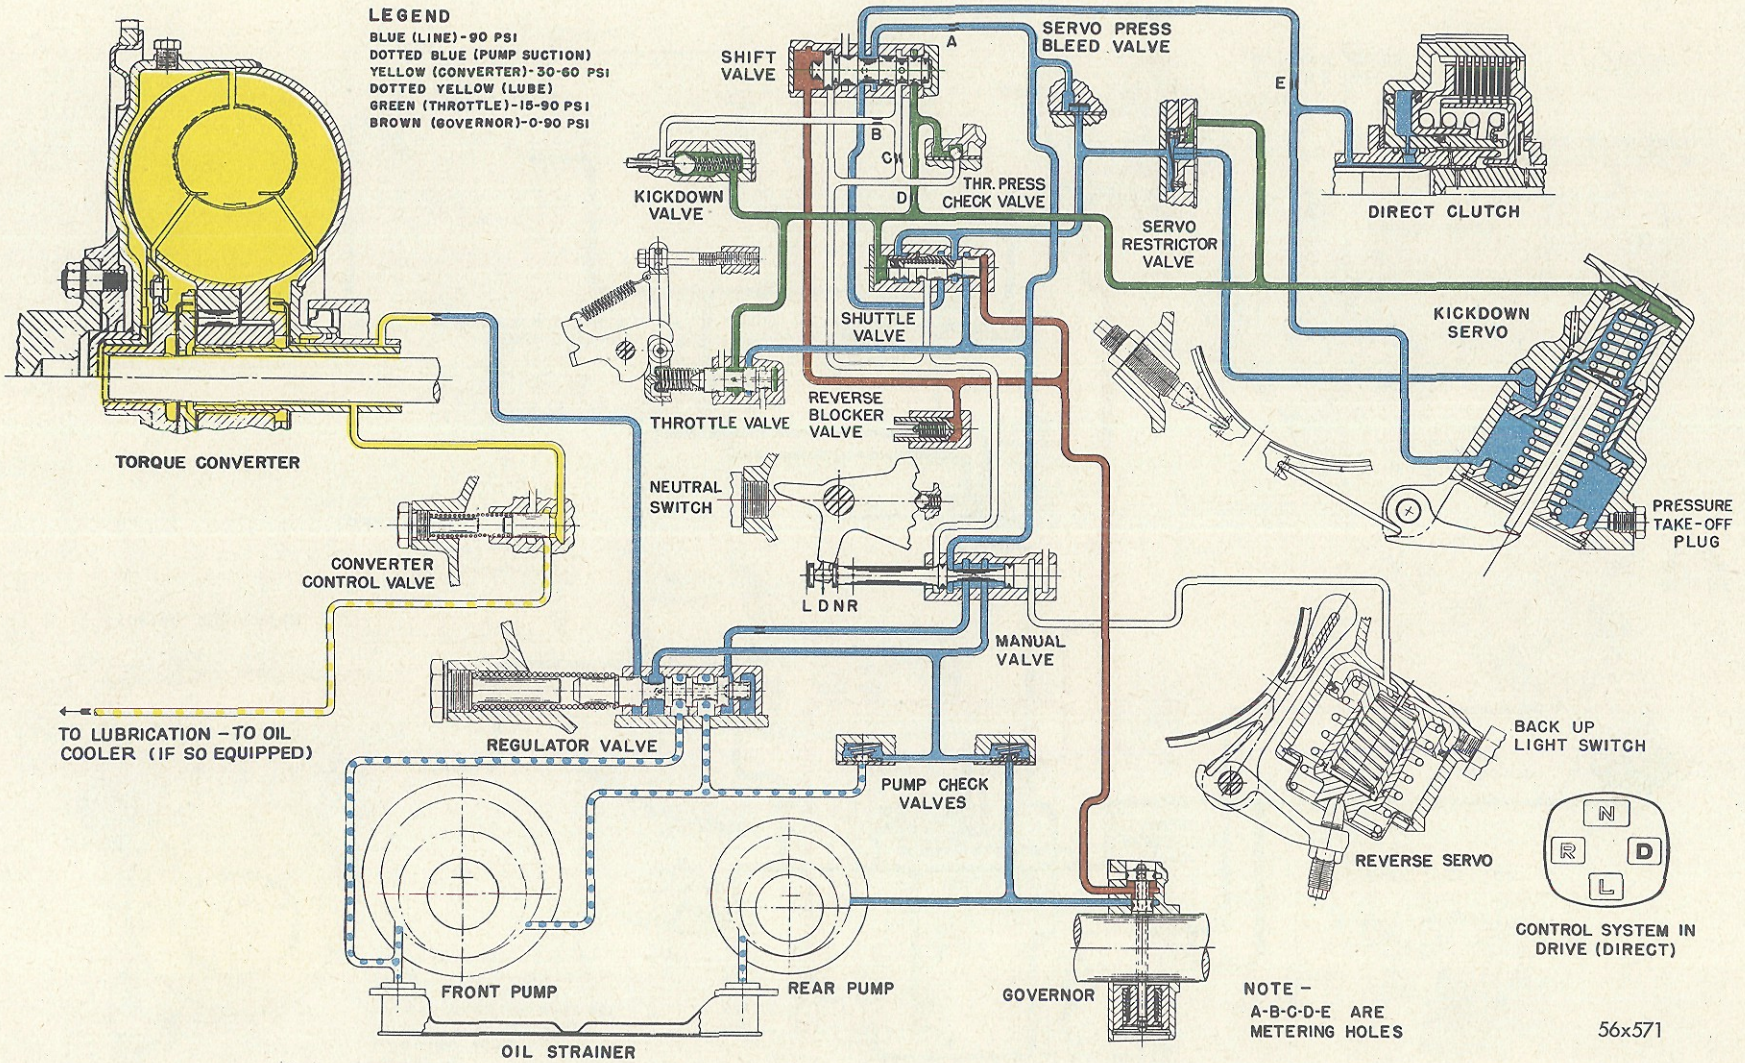 LEGEND
BLUE (LINE)-90 PSI
DOTTED BLUE (PUMP SUCTION)
YELLOW (CONVERTER)-30-60 PSI
DOTTED YELLOW (LUBE)
GREEN (THROTTLE)-15-90 PSI
BROWN (GOVERNOR)-0-90 PSI
SHIFT
VALVE
A
SERVO PRESS
BLEED VALVE
E
B
C
D
KICKDOWN
VALVE
THR. PRESS
CHECK VALVE
SERVO
RESTRICTOR
VALVE
DIRECT CLUTCH
SHUTTLE
VALVE
KICKDOWN
SERVO
THROTTLE VALVE
REVERSE
BLOCKER
VALVE
TORQUE CONVERTER
NEUTRAL
SWITCH
PRESSURE
TAKE-OFF
PLUG
CONVERTER
CONTROL VALVE
L D N R
MANUAL
VALVE
TO LUBRICATION - TO OIL
COOLER (IF SO EQUIPPED)
REGULATOR VALVE
PUMP CHECK
VALVES
BACK UP
LIGHT SWITCH
REVERSE SERVO
N
R
D
L
CONTROL SYSTEM IN
DRIVE (DIRECT)
FRONT PUMP
REAR PUMP
GOVERNOR
NOTE -
A-B-C-D-E ARE
METERING HOLES
OIL STRAINER
56x571